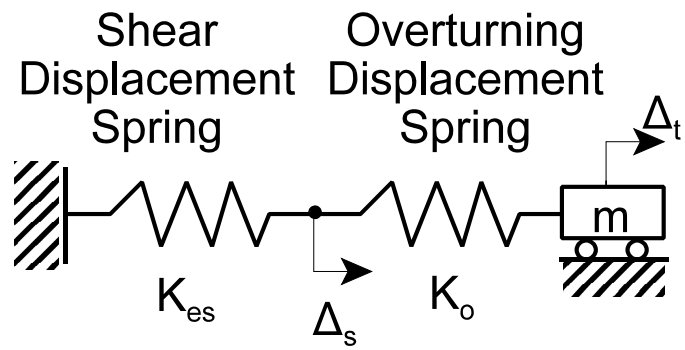 Shear
Displacement
Spring
Overturning
Displacement
Spring
Δt
m
Kes
Δs
Ko